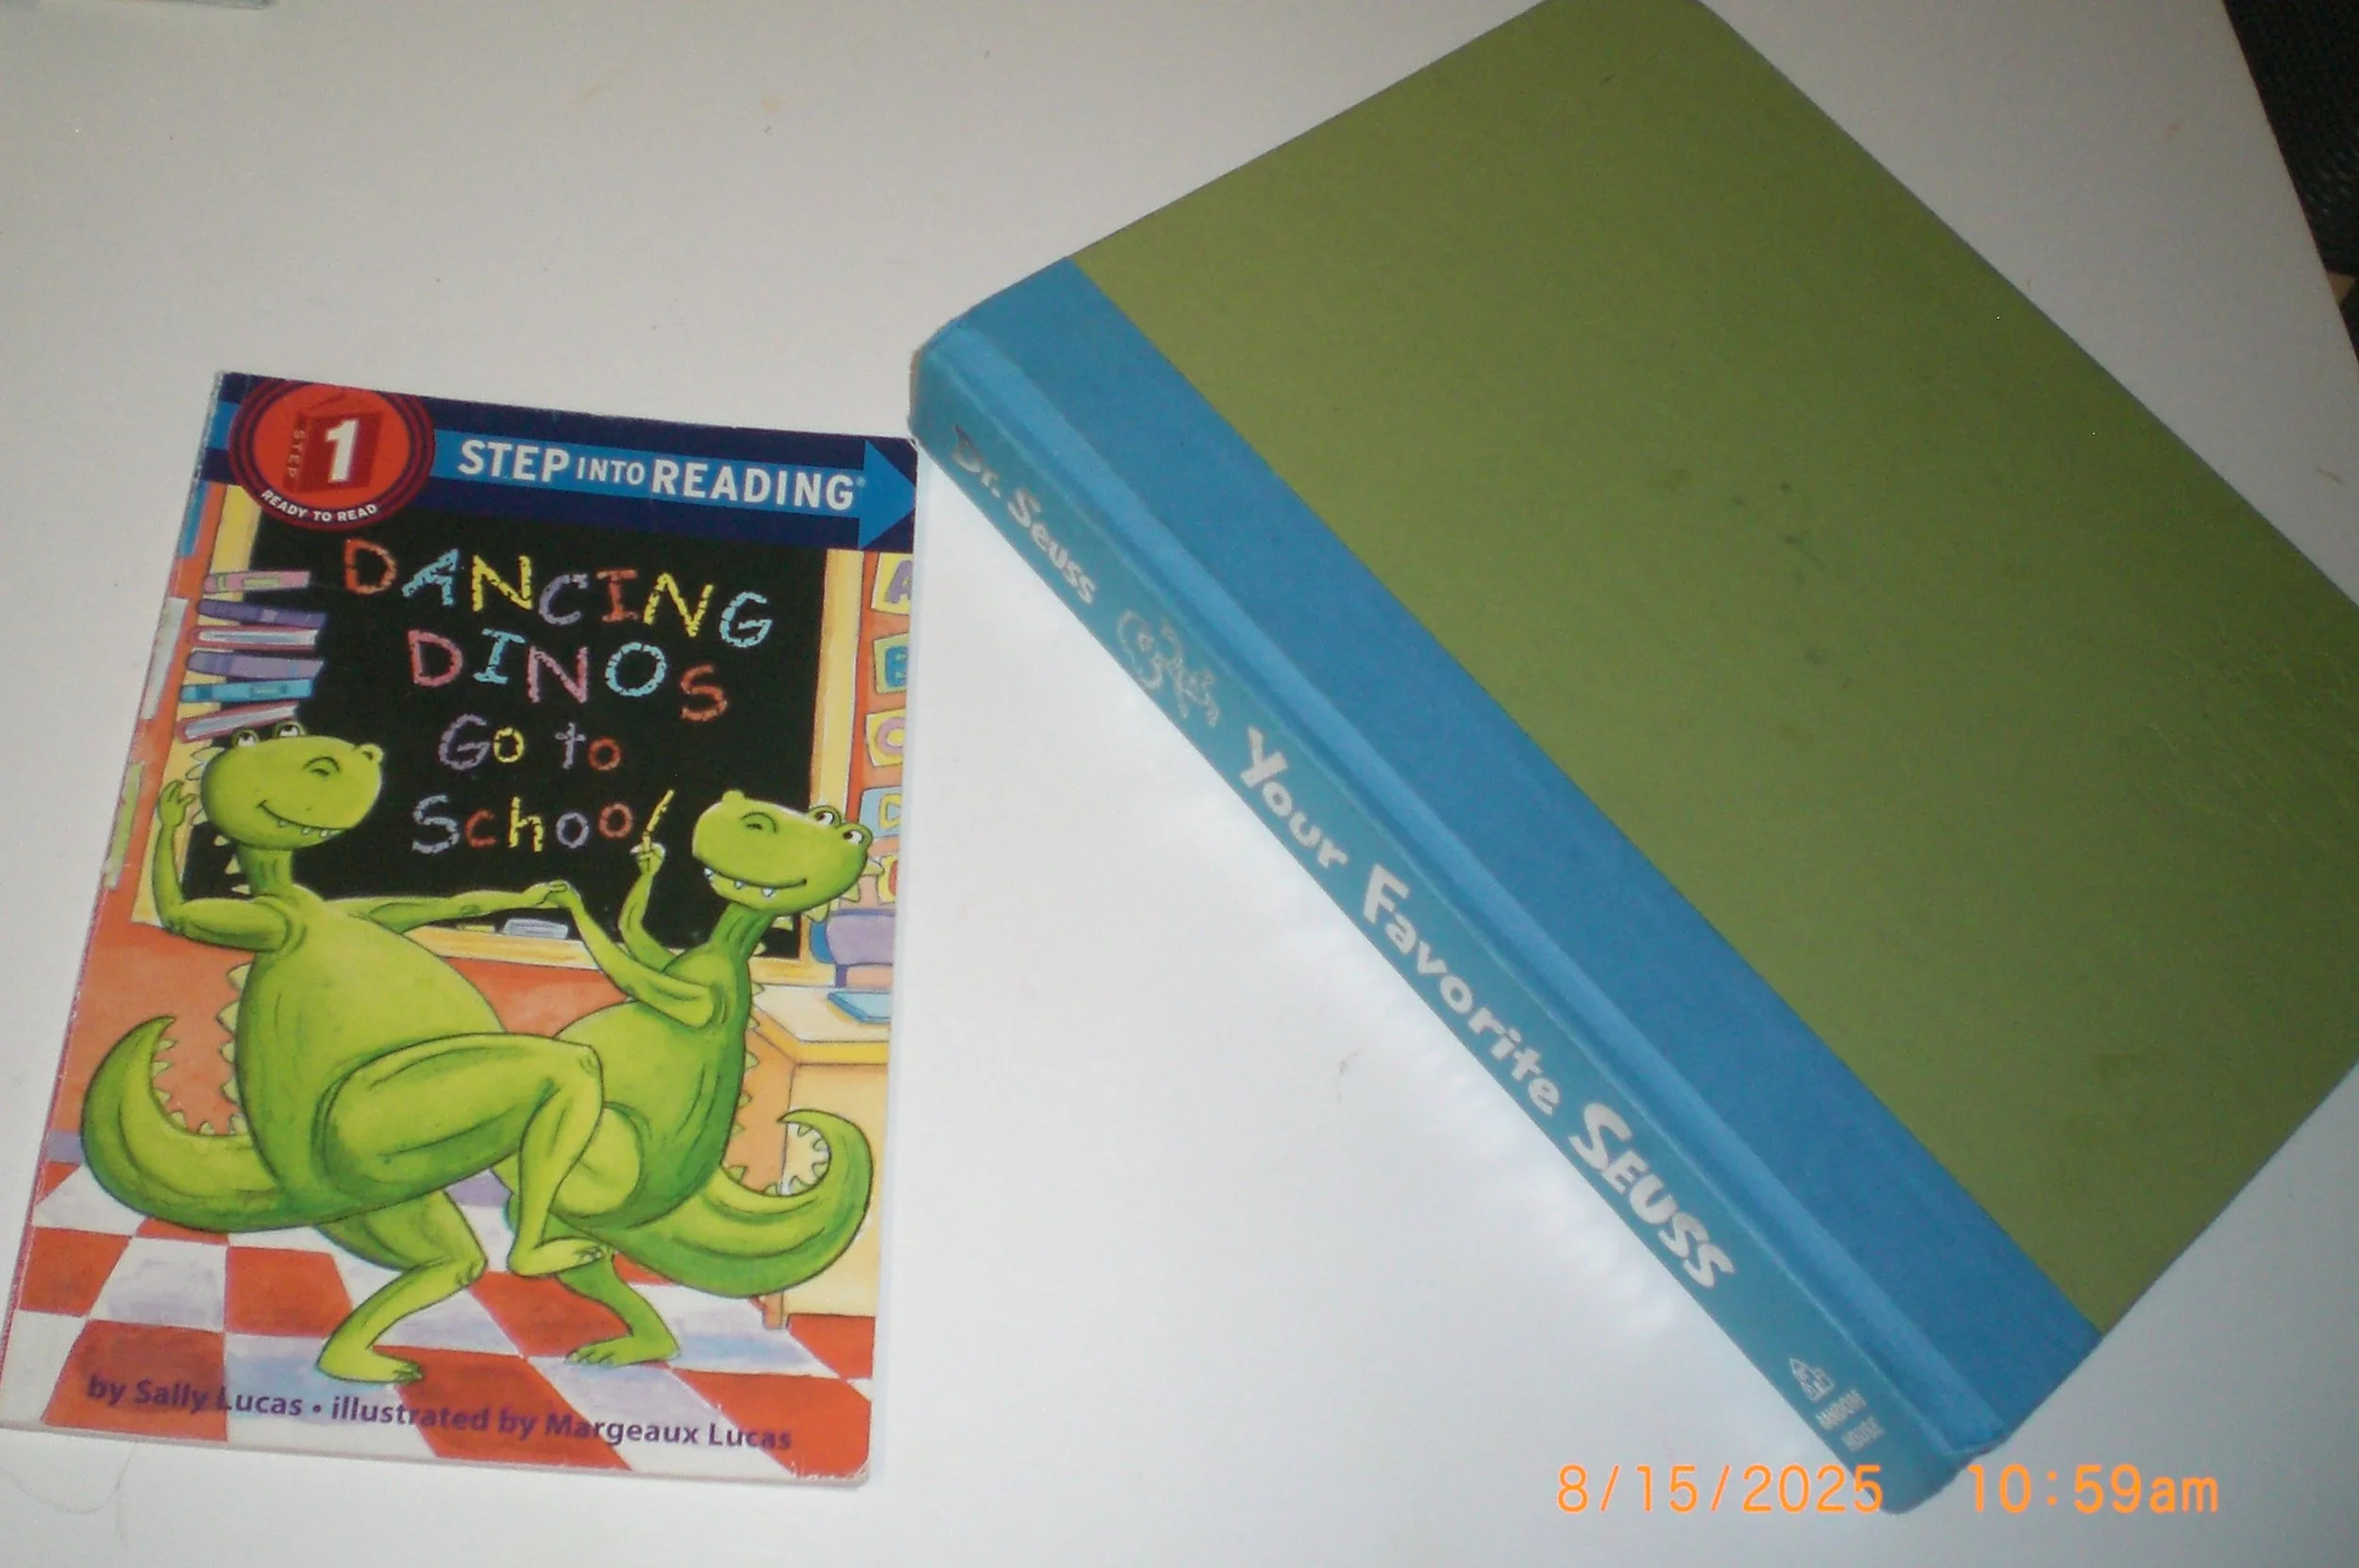 STEP 1
READY TO READ
STEP INTO READING®
DANCING
DINOS
Go to
School
A
B
C
D
by Sally Lucas • illustrated by Margeaux Lucas
Dr. Seuss Your Favorite SEUSS
RANDOM
HOUSE
8/15/2025 10:59am